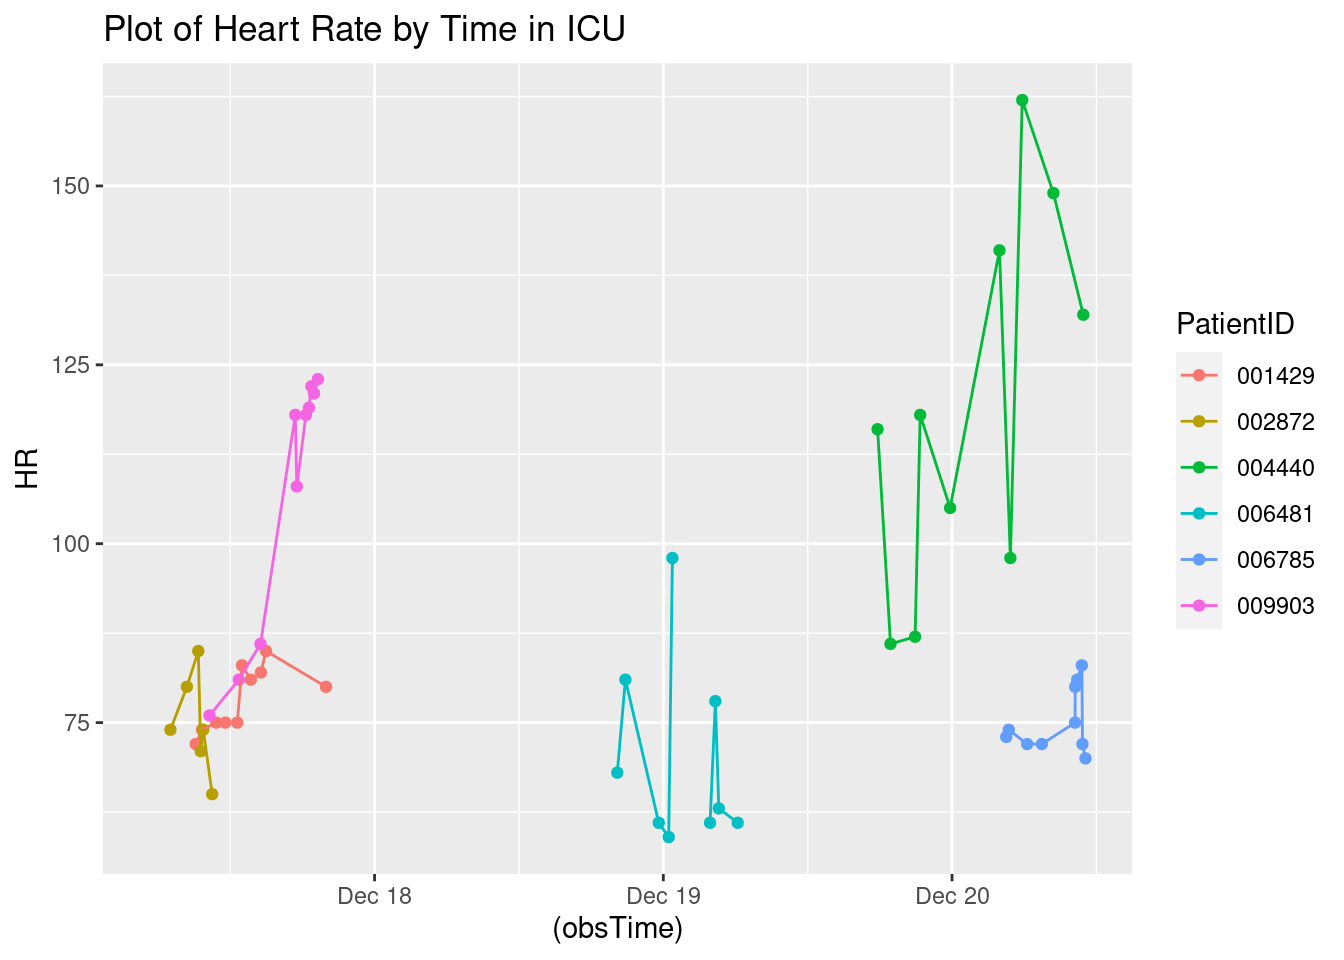 Plot of Heart Rate by Time in ICU
150
125
100
75
HR
Dec 18
Dec 19
Dec 20
(obsTime)
PatientID
001429
002872
004440
006481
006785
009903